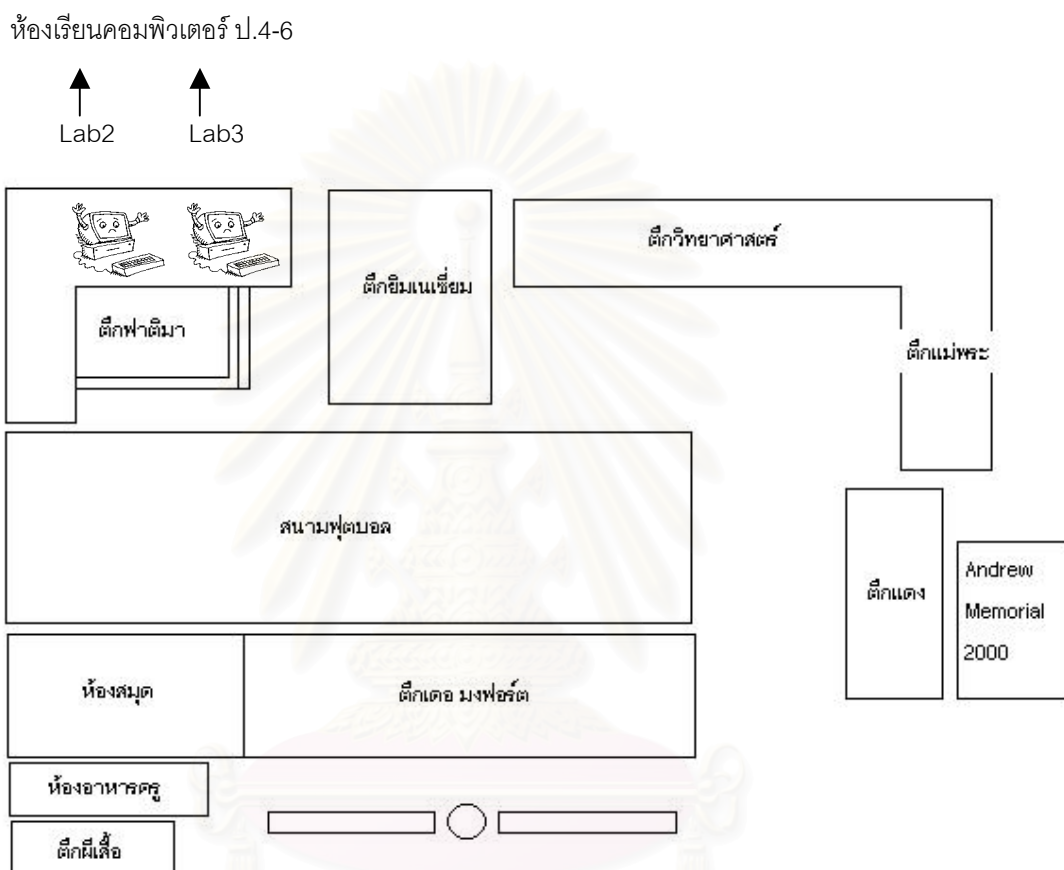 ห้องเรียนคอมพิวเตอร์ ป.4-6
Lab2 Lab3
ตึกวิทยาศาสตร์
ตึกยิมเนเซี่ยม
ตึกฟาติมา
ตึกแม่พระ
สนามฟุตบอล
ตึกแดง
Andrew
Memorial
2000
ห้องสมุด
ตึกเดอ มงฟอร์ต
ห้องอาหารครู
ตึกผีเสื้อ